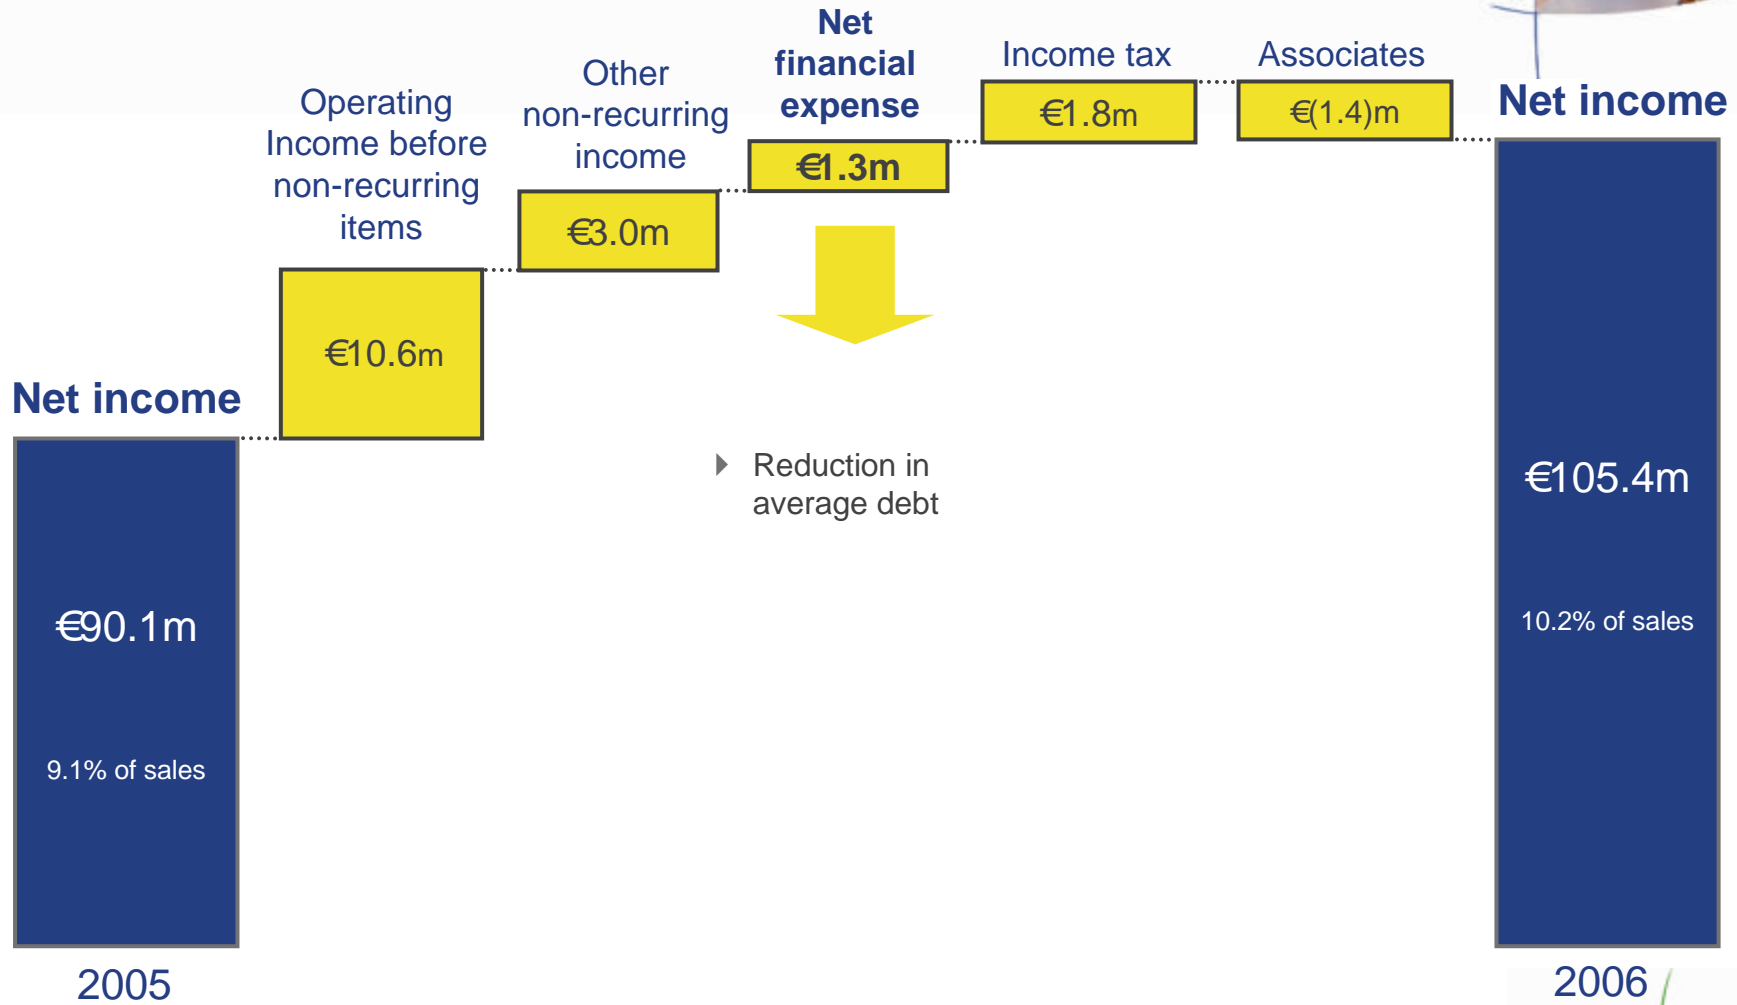 Net income
€90.1m
9.1% of sales
2005
Operating
Income before
non-recurring
items
€10.6m
Other
non-recurring
income
€3.0m
Net
financial
expense
€1.3m
Reduction in
average debt
Income tax
€1.8m
Associates
€(1.4)m
Net income
€105.4m
10.2% of sales
2006